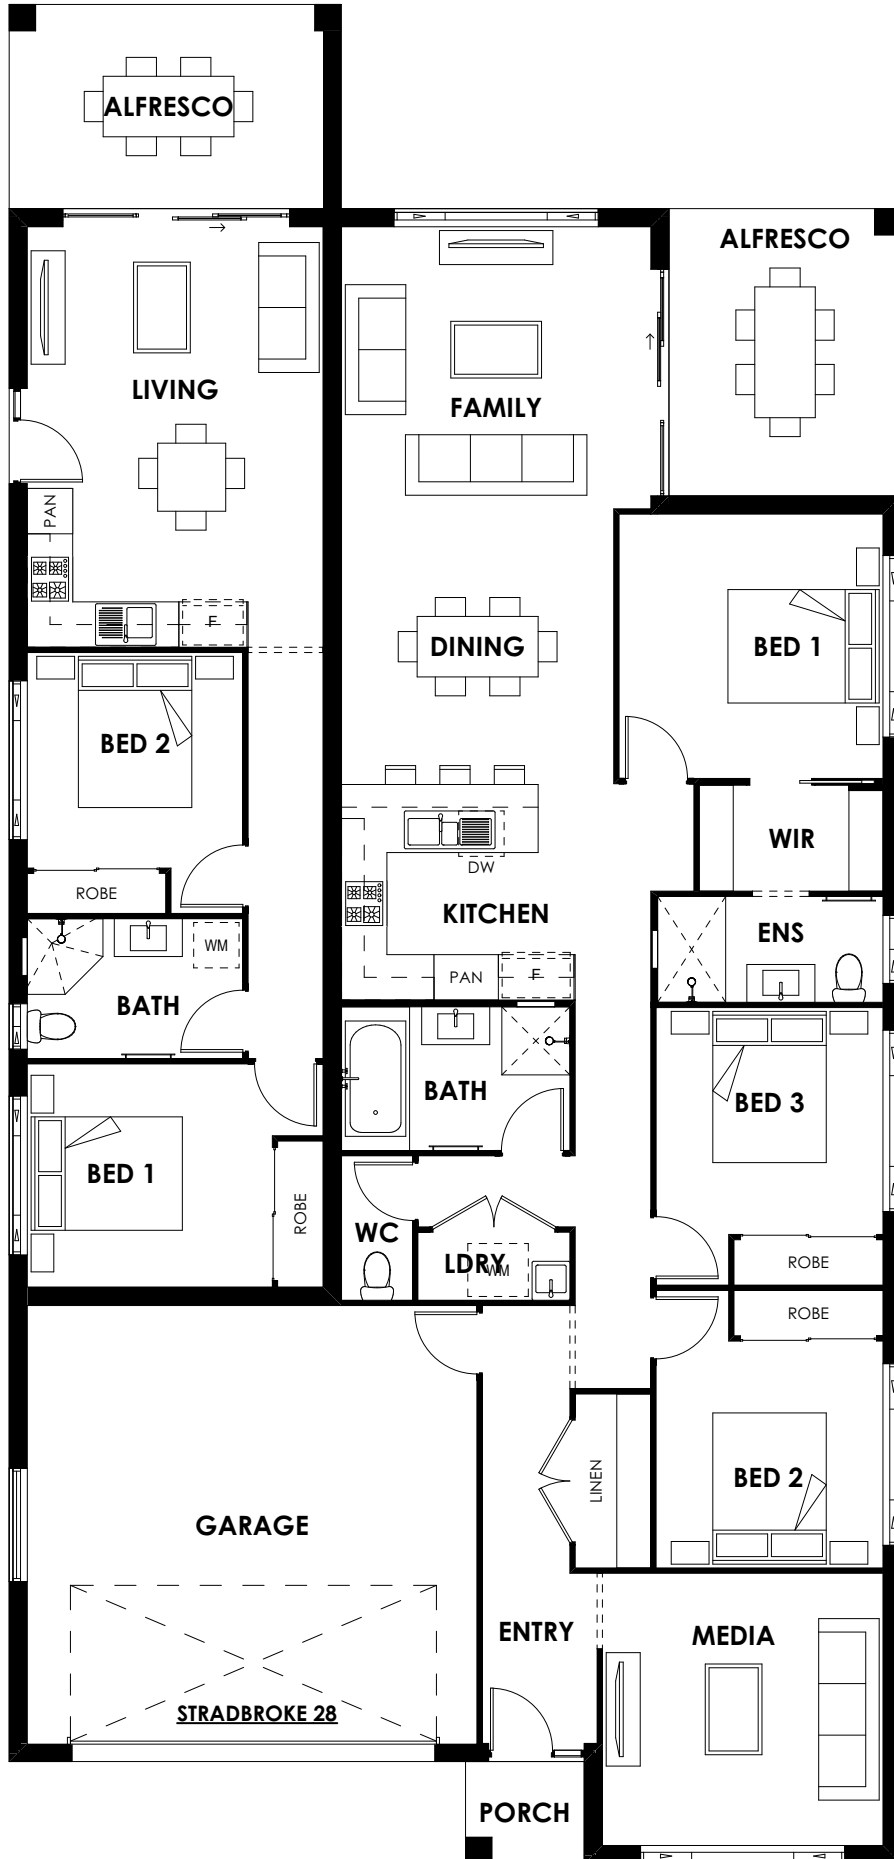 ALFRESCO
ALFRESCO
LIVING
FAMILY
PAN
F
DINING
BED 1
BED 2
WIR
DW
ROBE
KITCHEN
ENS
WM
PAN
F
BATH
BATH
BED 3
BED 1
ROBE
WC
LDRY
WM
ROBE
ROBE
BED 2
LINEN
GARAGE
ENTRY
MEDIA
STRADBROKE 28
PORCH